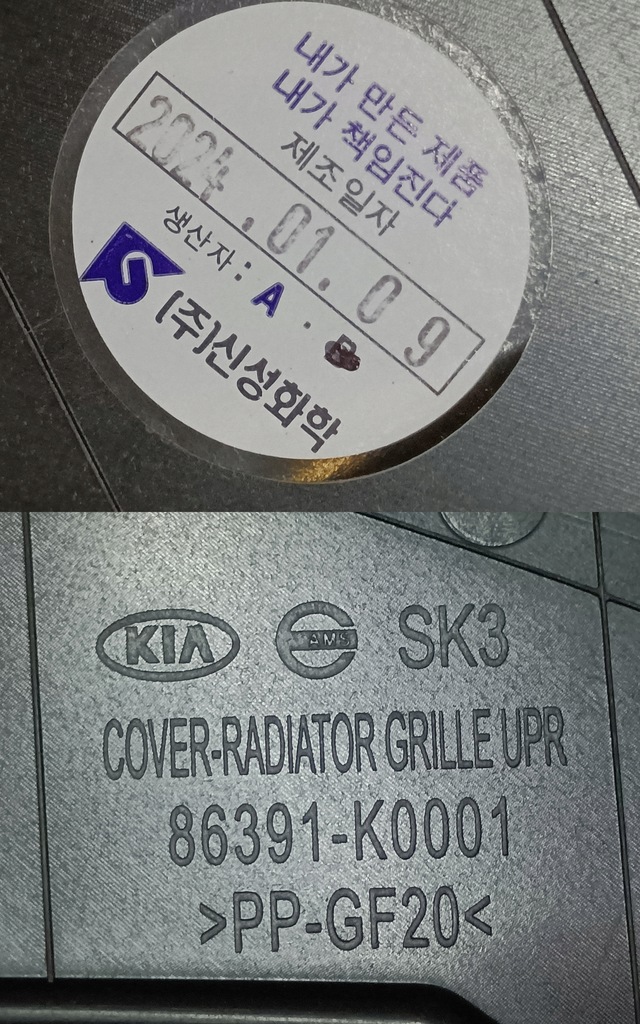 내가 만든 제품
내가 책임진다
제조일자
2024.01.09
생산자: A · B
(주)신성화학
KIA AMS SK3
COVER-RADIATOR GRILLE UPR
86391-K0001
>PP-GF20<